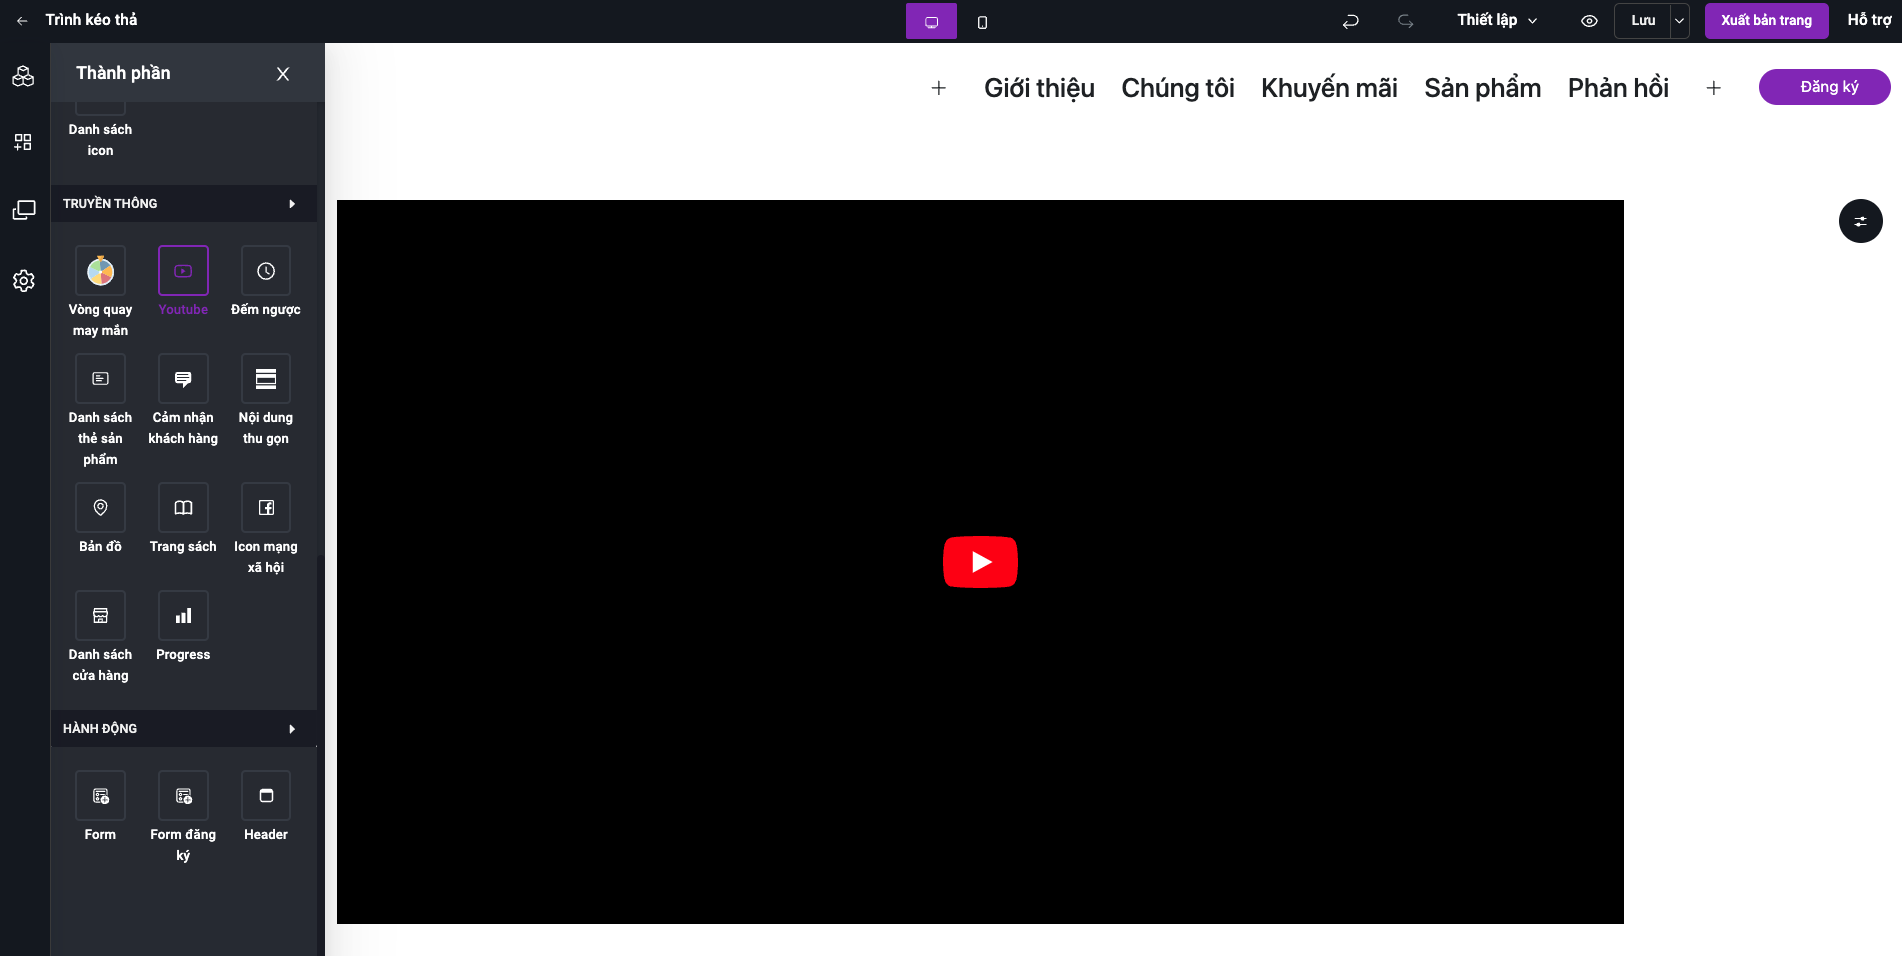 Trình kéo thả
Thiết lập
Lưu
Xuất bản trang
Hỗ trợ
Thành phần
Giới thiệu
Chúng tôi
Khuyến mãi
Sản phẩm
Phản hồi
Đăng ký
Danh sách
icon
TRUYỀN THÔNG
Vòng quay
may mắn
Youtube
Đếm ngược
Danh sách
thẻ sản
phẩm
Cảm nhận
khách hàng
Nội dung
thu gọn
Bản đồ
Trang sách
Icon mạng
xã hội
Danh sách
cửa hàng
Progress
HÀNH ĐỘNG
Form
Form đăng
ký
Header